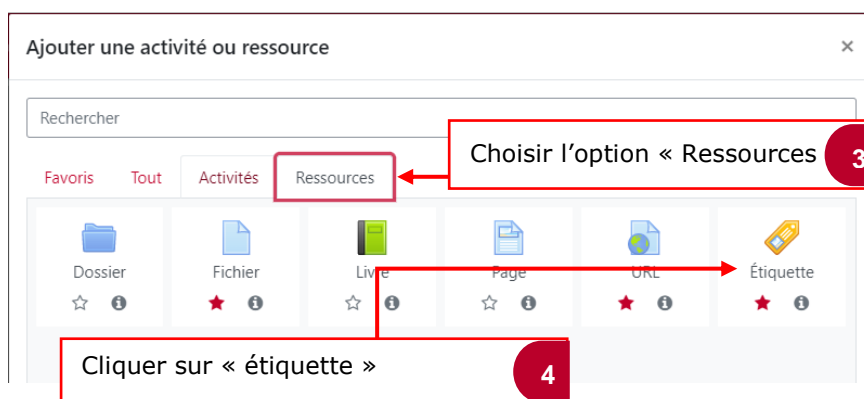 Ajouter une activité ou ressource ×
Rechercher
Choisir l'option « Ressources
3
Favoris Tout Activités Ressources
Dossier Fichier Livre Page URL Étiquette
Cliquer sur « étiquette »
4